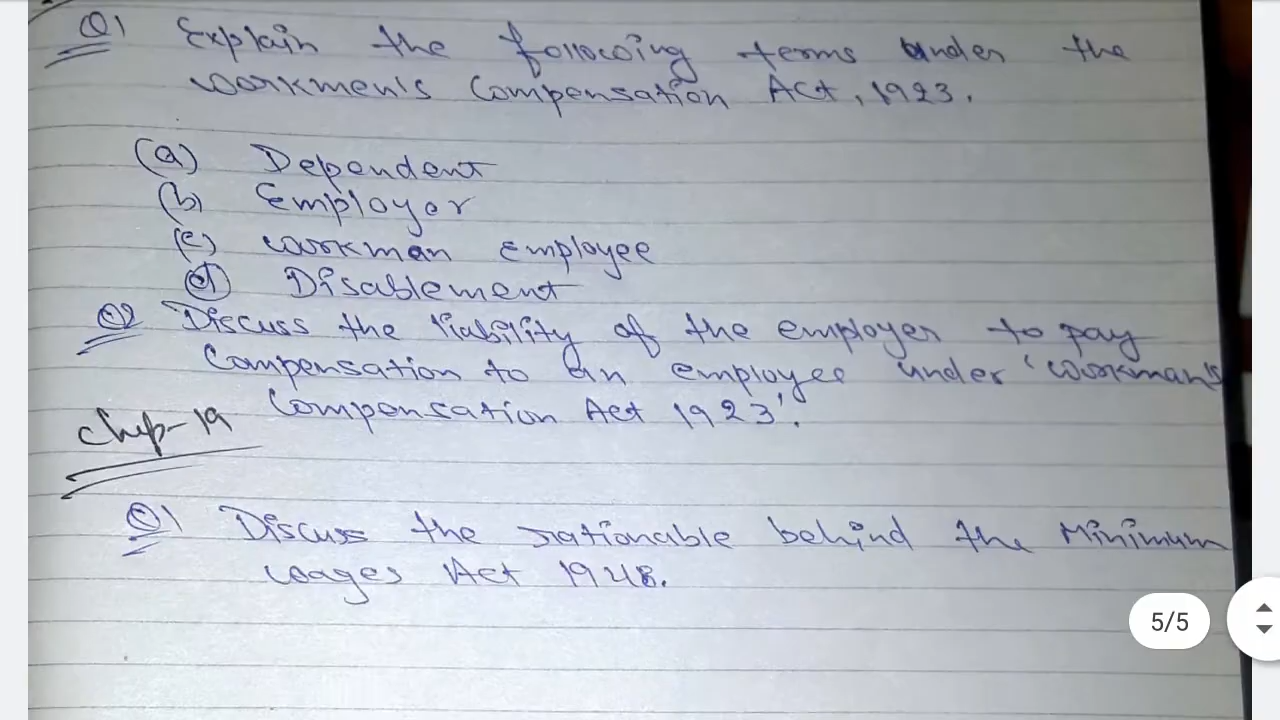 Q1 Explain the following terms under the
workmen's Compensation Act, 1923.
(a) Dependent
(b) Employer
(c) workman employee
(d) Disablement
Q2 Discuss the liability of the employer to pay
Compensation to an employee under 'workman's
Compensation Act 1923'.
Chp-19
Q1 Discuss the rationable behind the Minimum
wages Act 1948.
5/5